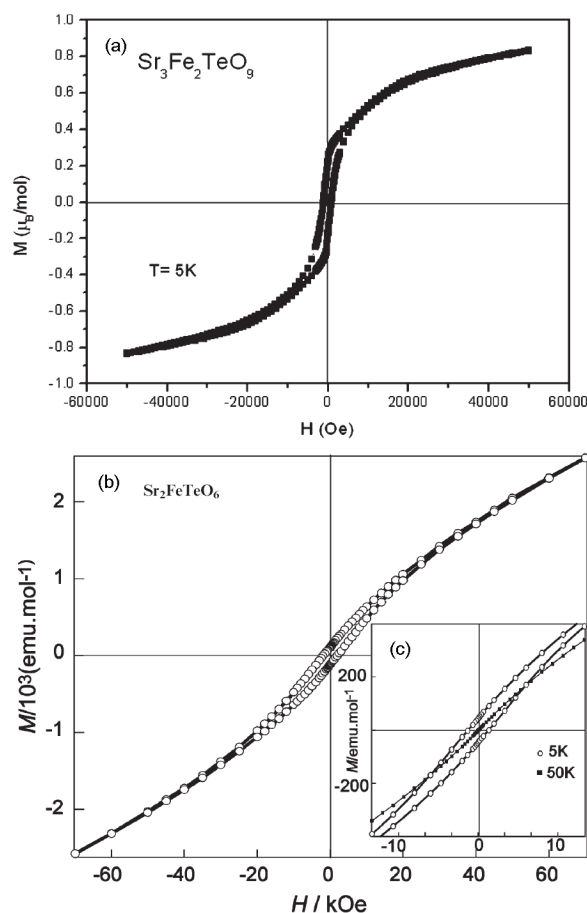 (a)
Sr₃Fe₂TeO₉
M (μ_B/mol)
1.0
0.8
0.6
0.4
0.2
0.0
-0.2
-0.4
-0.6
-0.8
-1.0
T= 5K
-60000 -40000 -20000 0 20000 40000 60000
H (Oe)
(b)
Sr₂FeTeO₆
M/10³(emu.mol⁻¹)
2
1
0
-1
-2
-60 -40 -20 0 20 40 60
H / kOe
(c)
M/emu.mol⁻¹
200
-200
5K
50K
-10 0 10